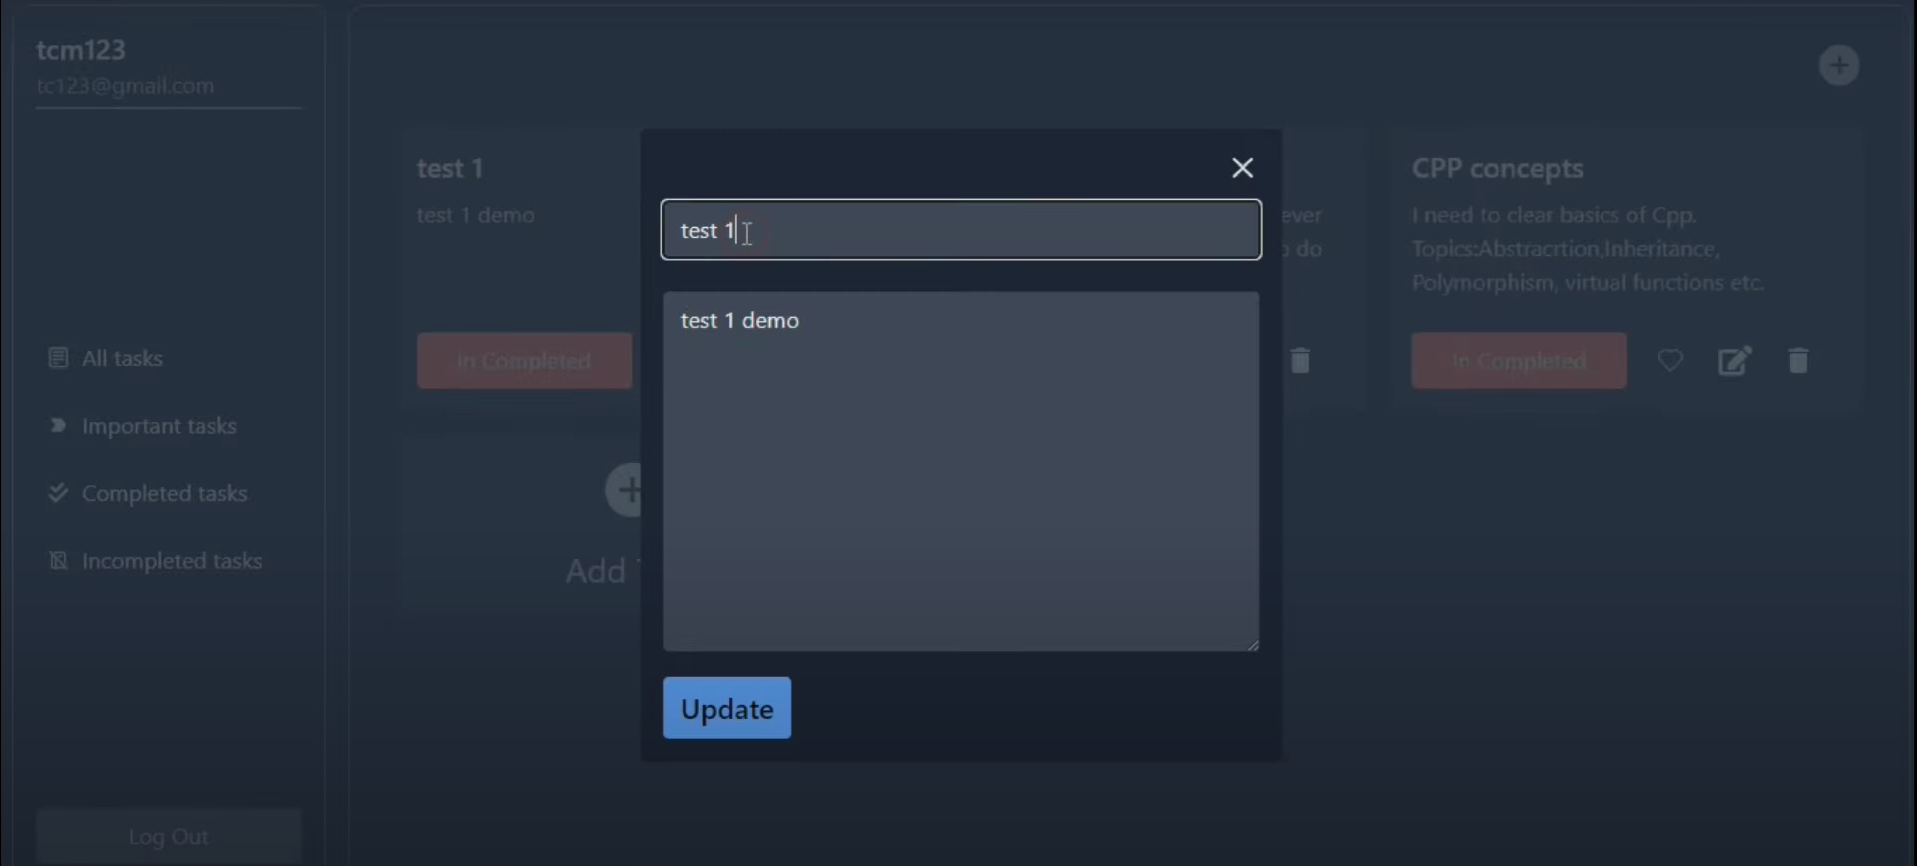 tcm123
tc123@gmail.com
All tasks
Important tasks
Completed tasks
Incompleted tasks
Log Out
test 1
test 1 demo
In Completed
Add
test 1
test 1 demo
Update
ever
do
CPP concepts
I need to clear basics of Cpp.
Topics:Abstracrtion,Inheritance,
Polymorphism, virtual functions etc.
In Completed